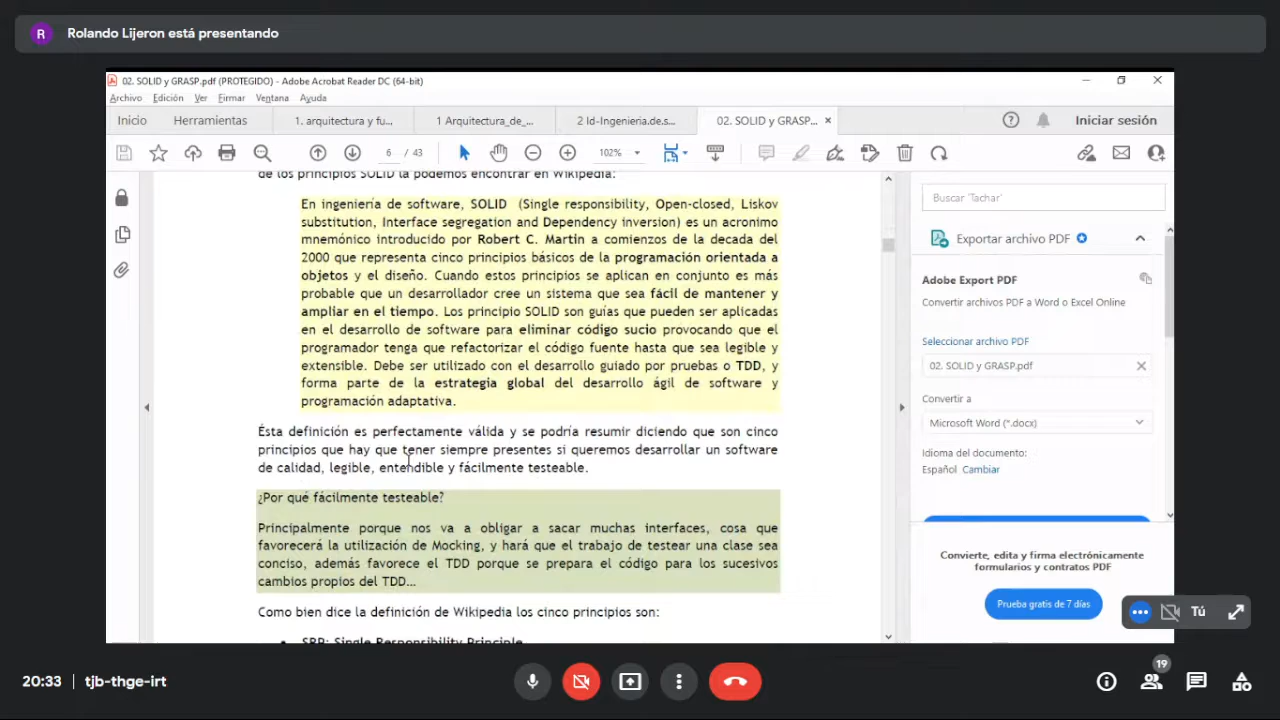 R Rolando Lijeron está presentando
02. SOLID y GRASP.pdf (PROTEGIDO) - Adobe Acrobat Reader DC (64-bit)
Archivo Edición Ver Firmar Ventana Ayuda
Inicio Herramientas 1. arquitectura y fu... 1 Arquitectura_de_... 2 Id-Ingenieria.de.s... 02. SOLID y GRASP... × Iniciar sesión
6 / 43 102%
de los principios SOLID la podemos encontrar en Wikipedia:
En ingeniería de software, SOLID (Single responsibility, Open-closed, Liskov
substitution, Interface segregation and Dependency inversion) es un acronimo
mnemónico introducido por Robert C. Martin a comienzos de la decada del
2000 que representa cinco principios básicos de la programación orientada a
objetos y el diseño. Cuando estos principios se aplican en conjunto es más
probable que un desarrollador cree un sistema que sea fácil de mantener y
ampliar en el tiempo. Los principio SOLID son guías que pueden ser aplicadas
en el desarrollo de software para eliminar código sucio provocando que el
programador tenga que refactorizar el código fuente hasta que sea legible y
extensible. Debe ser utilizado con el desarrollo guiado por pruebas o TDD, y
forma parte de la estrategia global del desarrollo ágil de software y
programación adaptativa.
Ésta definición es perfectamente válida y se podría resumir diciendo que son cinco
principios que hay que tener siempre presentes si queremos desarrollar un software
de calidad, legible, entendible y fácilmente testeable.
¿Por qué fácilmente testeable?
Principalmente porque nos va a obligar a sacar muchas interfaces, cosa que
favorecerá la utilización de Mocking, y hará que el trabajo de testear una clase sea
conciso, además favorece el TDD porque se prepara el código para los sucesivos
cambios propios del TDD...
Como bien dice la definición de Wikipedia los cinco principios son:
• SRP: Single Responsibility Principle
Buscar 'Tachar'
Exportar archivo PDF
Adobe Export PDF
Convertir archivos PDF a Word o Excel Online
Seleccionar archivo PDF
02. SOLID y GRASP.pdf
Convertir a
Microsoft Word (*.docx)
Idioma del documento:
Español Cambiar
Convierte, edita y firma electrónicamente
formularios y contratos PDF
Prueba gratis de 7 días
Tú
20:33 | tjb-thge-irt
19